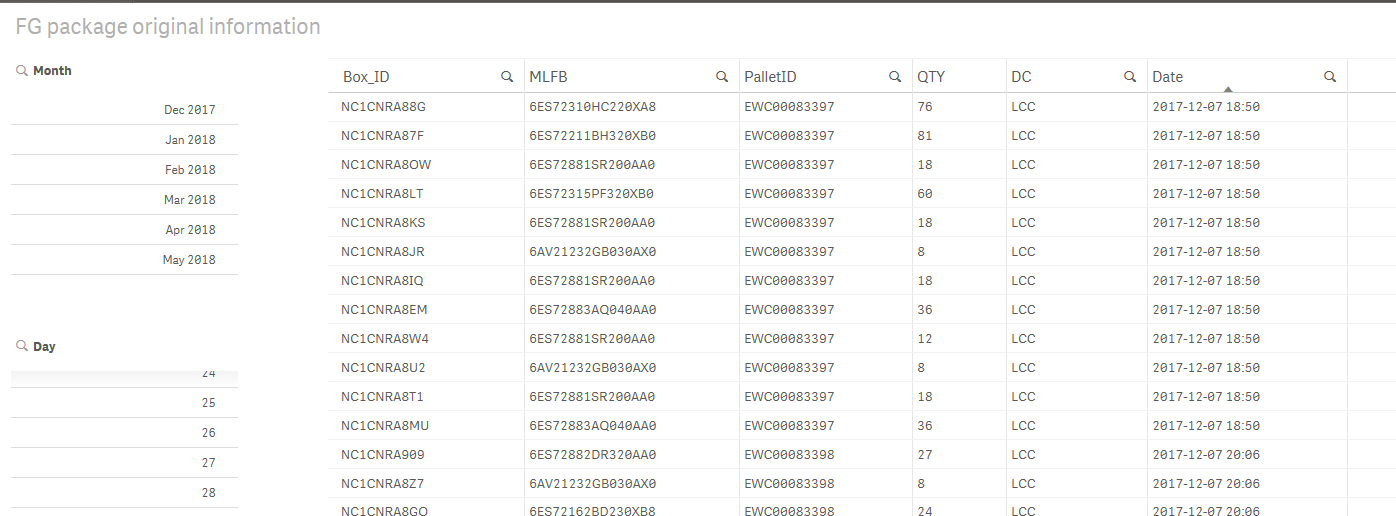 FG package original information
Month
Dec 2017
Jan 2018
Feb 2018
Mar 2018
Apr 2018
May 2018
Day
24
25
26
27
28
Box_ID MLFB PalletID QTY DC Date
NC1CNRA88G 6ES72310HC220XA8 EWC00083397 76 LCC 2017-12-07 18:50
NC1CNRA87F 6ES72211BH320XB0 EWC00083397 81 LCC 2017-12-07 18:50
NC1CNRA8OW 6ES72881SR200AA0 EWC00083397 18 LCC 2017-12-07 18:50
NC1CNRA8LT 6ES72315PF320XB0 EWC00083397 60 LCC 2017-12-07 18:50
NC1CNRA8KS 6ES72881SR200AA0 EWC00083397 18 LCC 2017-12-07 18:50
NC1CNRA8JR 6AV21232GB030AX0 EWC00083397 8 LCC 2017-12-07 18:50
NC1CNRA8IQ 6ES72881SR200AA0 EWC00083397 18 LCC 2017-12-07 18:50
NC1CNRA8EM 6ES72883AQ040AA0 EWC00083397 36 LCC 2017-12-07 18:50
NC1CNRA8W4 6ES72881SR200AA0 EWC00083397 12 LCC 2017-12-07 18:50
NC1CNRA8U2 6AV21232GB030AX0 EWC00083397 8 LCC 2017-12-07 18:50
NC1CNRA8T1 6ES72881SR200AA0 EWC00083397 18 LCC 2017-12-07 18:50
NC1CNRA8MU 6ES72883AQ040AA0 EWC00083397 36 LCC 2017-12-07 18:50
NC1CNRA909 6ES72882DR320AA0 EWC00083398 27 LCC 2017-12-07 20:06
NC1CNRA8Z7 6AV21232GB030AX0 EWC00083398 8 LCC 2017-12-07 20:06
NC1CNRA8GO 6ES72162BD230XB8 EWC00083398 24 LCC 2017-12-07 20:06